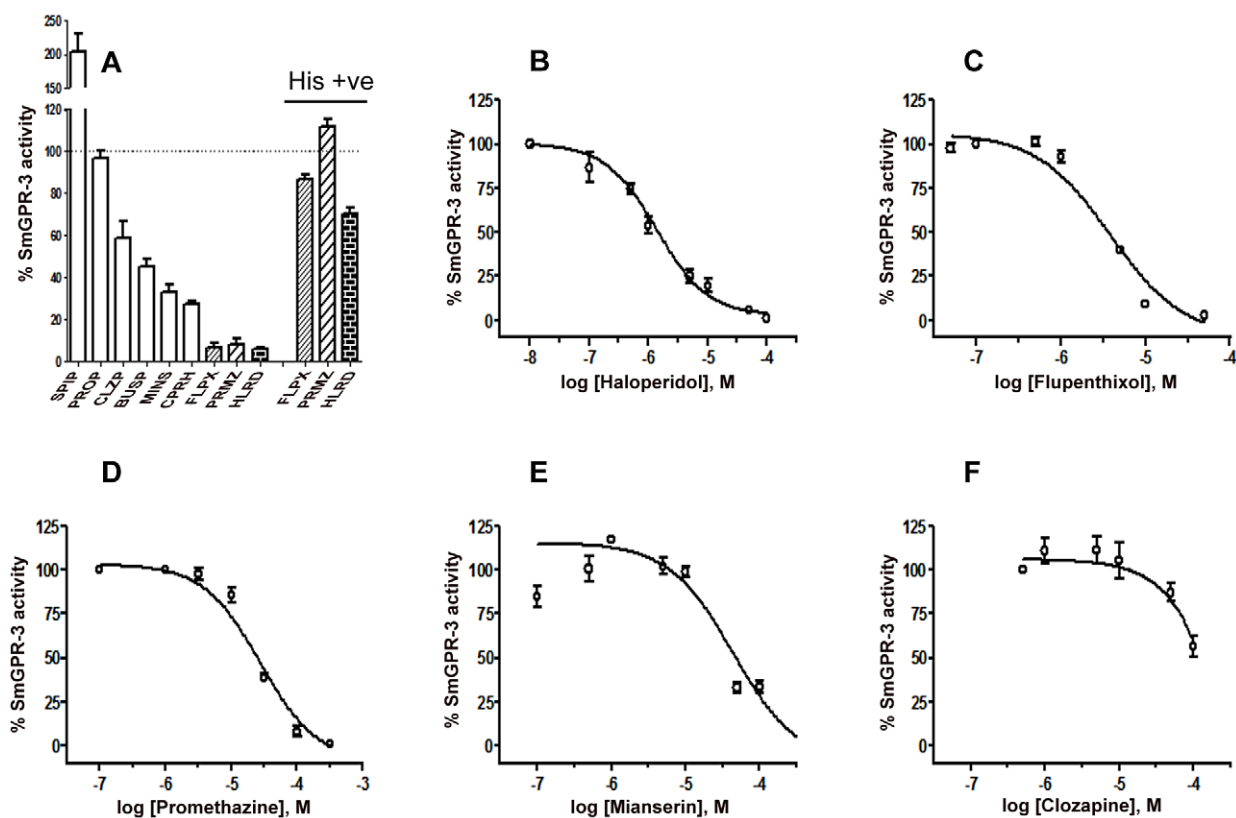 A
His +ve
% SmGPR-3 activity
250
200
150
120
100
80
60
40
20
0
SPIP
PROP
CLZP
BUSP
MINS
CPRH
FLPX
PRMZ
HLRD
FLPX
PRMZ
HLRD
B
% SmGPR-3 activity
125
100
75
50
25
0
-8 -7 -6 -5 -4
log [Haloperidol], M
C
% SmGPR-3 activity
125
100
75
50
25
0
-7 -6 -5 -4
log [Flupenthixol], M
D
% SmGPR-3 activity
125
100
75
50
25
0
-7 -6 -5 -4 -3
log [Promethazine], M
E
% SmGPR-3 activity
125
100
75
50
25
0
-7 -6 -5 -4
log [Mianserin], M
F
% SmGPR-3 activity
125
100
75
50
25
0
-7 -6 -5 -4
log [Clozapine], M